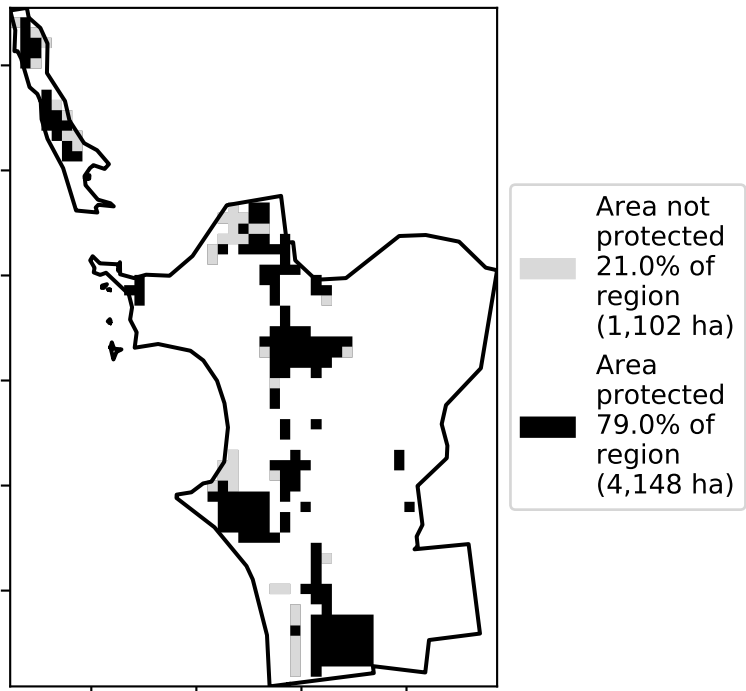 Area not
protected
21.0% of
region
(1,102 ha)
Area
protected
79.0% of
region
(4,148 ha)